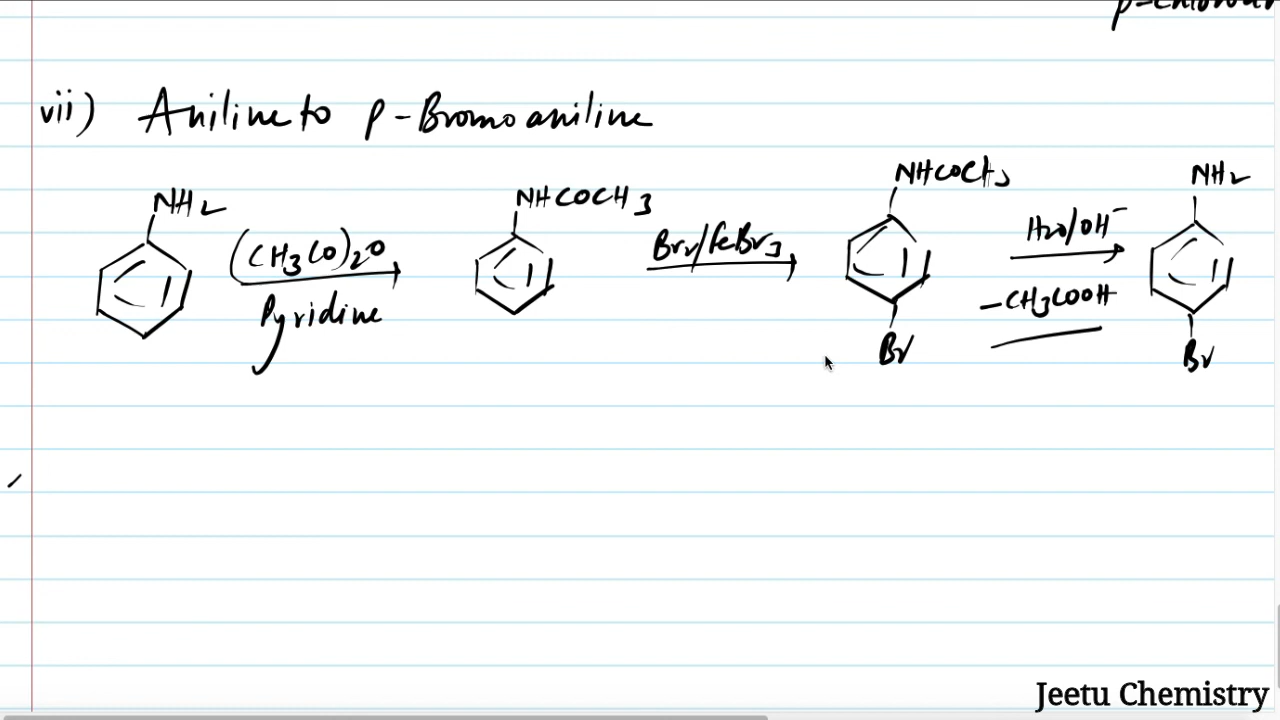 p-chloroan
vii) Aniline to p-Bromoaniline
NH2 NHCOCH3 NHCOCH3 NH2
(CH3CO)2O Br2/FeBr3 H2O/OH⁻
Pyridine -CH3COOH
Br Br
Jeetu Chemistry